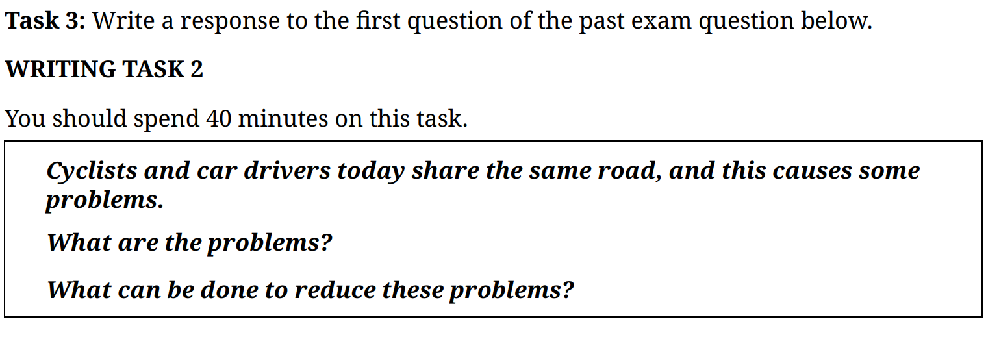 Task 3: Write a response to the first question of the past exam question below.
WRITING TASK 2
You should spend 40 minutes on this task.
Cyclists and car drivers today share the same road, and this causes some
problems.
What are the problems?
What can be done to reduce these problems?